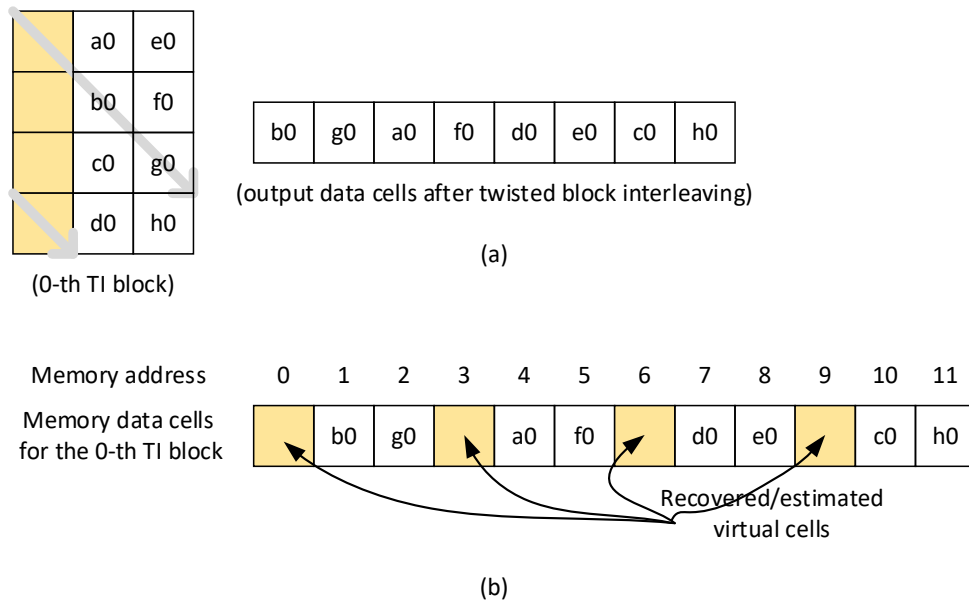 a0 e0
b0 f0
c0 g0
d0 h0
(0-th TI block)
b0 g0 a0 f0 d0 e0 c0 h0
(output data cells after twisted block interleaving)
(a)
Memory address 0 1 2 3 4 5 6 7 8 9 10 11
Memory data cells
for the 0-th TI block
b0 g0 a0 f0 d0 e0 c0 h0
Recovered/estimated
virtual cells
(b)